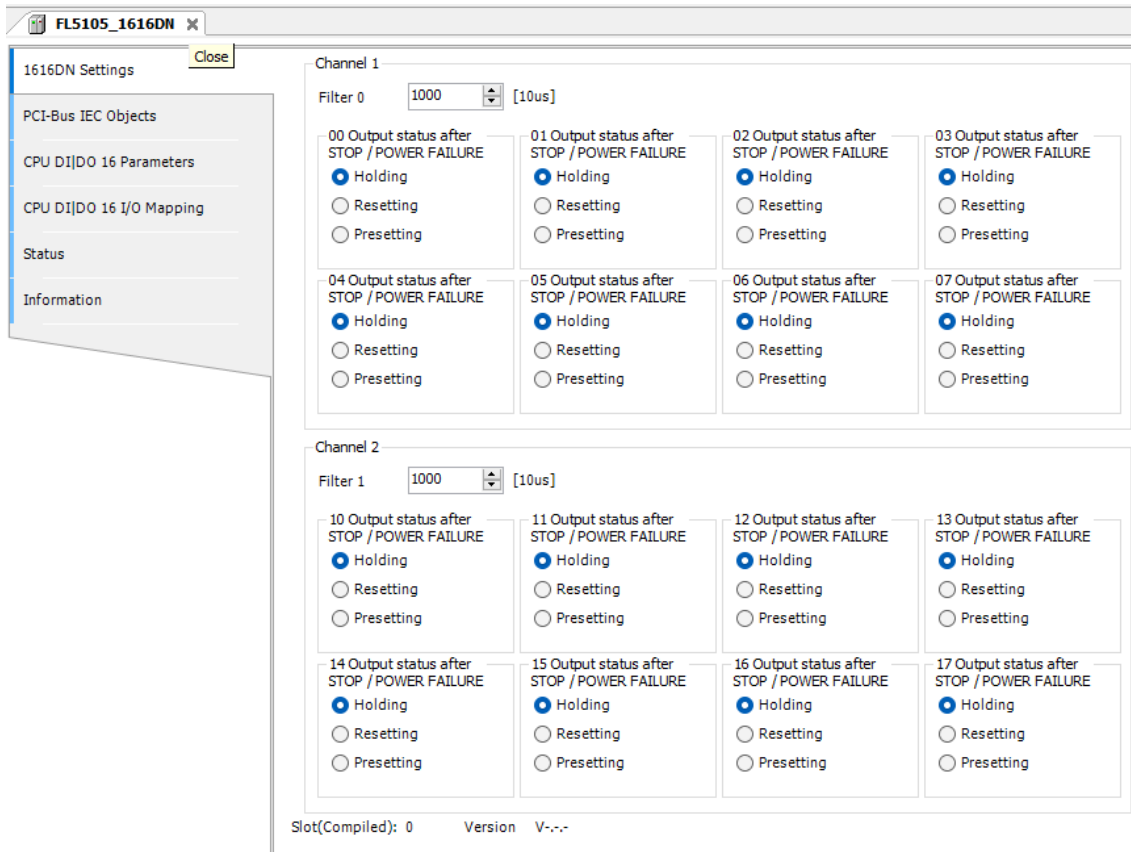 FL5105_1616DN
Close
1616DN Settings
PCI-Bus IEC Objects
CPU DI|DO 16 Parameters
CPU DI|DO 16 I/O Mapping
Status
Information
Channel 1
Filter 0 1000 [10us]
00 Output status after STOP / POWER FAILURE
Holding
Resetting
Presetting
01 Output status after STOP / POWER FAILURE
Holding
Resetting
Presetting
02 Output status after STOP / POWER FAILURE
Holding
Resetting
Presetting
03 Output status after STOP / POWER FAILURE
Holding
Resetting
Presetting
04 Output status after STOP / POWER FAILURE
Holding
Resetting
Presetting
05 Output status after STOP / POWER FAILURE
Holding
Resetting
Presetting
06 Output status after STOP / POWER FAILURE
Holding
Resetting
Presetting
07 Output status after STOP / POWER FAILURE
Holding
Resetting
Presetting
Channel 2
Filter 1 1000 [10us]
10 Output status after STOP / POWER FAILURE
Holding
Resetting
Presetting
11 Output status after STOP / POWER FAILURE
Holding
Resetting
Presetting
12 Output status after STOP / POWER FAILURE
Holding
Resetting
Presetting
13 Output status after STOP / POWER FAILURE
Holding
Resetting
Presetting
14 Output status after STOP / POWER FAILURE
Holding
Resetting
Presetting
15 Output status after STOP / POWER FAILURE
Holding
Resetting
Presetting
16 Output status after STOP / POWER FAILURE
Holding
Resetting
Presetting
17 Output status after STOP / POWER FAILURE
Holding
Resetting
Presetting
Slot(Compiled): 0 Version V-.-.-